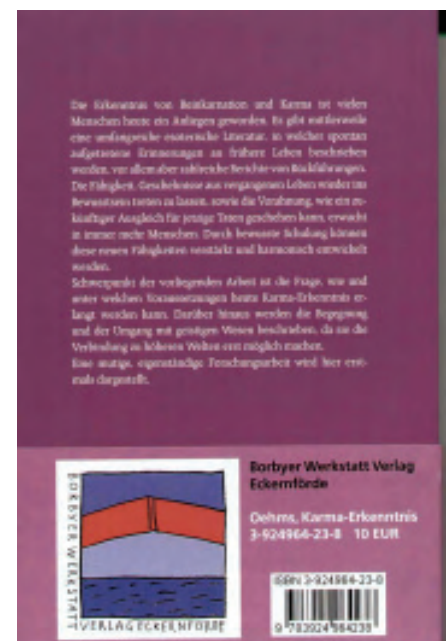 Die Erkenntnis von Reinkarnation und Karma ist vielen
Menschen heute ein Anliegen geworden. Es gibt mittlerweile
eine umfangreiche esoterische Literatur, in welcher spontan
aufgetretene Erinnerungen an frühere Leben beschrieben
werden, vor allem aber zahlreiche Berichte von Rückführungen.
Die Fähigkeit, Geschehnisse aus vergangenen Leben wieder ins
Bewusstsein treten zu lassen, sowie die Vorahnung, wie ein zu-
künftiger Ausgleich für jetzige Taten geschehen kann, erwacht
in immer mehr Menschen. Durch bewusste Schulung können
diese neuen Fähigkeiten verstärkt und harmonisch entwickelt
werden.
Schwerpunkt der vorliegenden Arbeit ist die Frage, wie und
unter welchen Voraussetzungen heute Karma-Erkenntnis er-
langt werden kann. Darüber hinaus werden die Begegnung
und der Umgang mit geistigen Wesen beschrieben, da sie die
Verbindung zu höheren Welten erst möglich machen.
Eine mutige, eigenständige Forschungsarbeit wird hier erst-
mals dargestellt.
BORBYER WERKSTATT
VERLAG ECKERNFÖRDE
Borbyer Werkstatt Verlag
Eckernförde
Oehms, Karma-Erkenntnis
3-924964-23-8 10 EUR
ISBN 3-924964-23-8
9 783924 964238